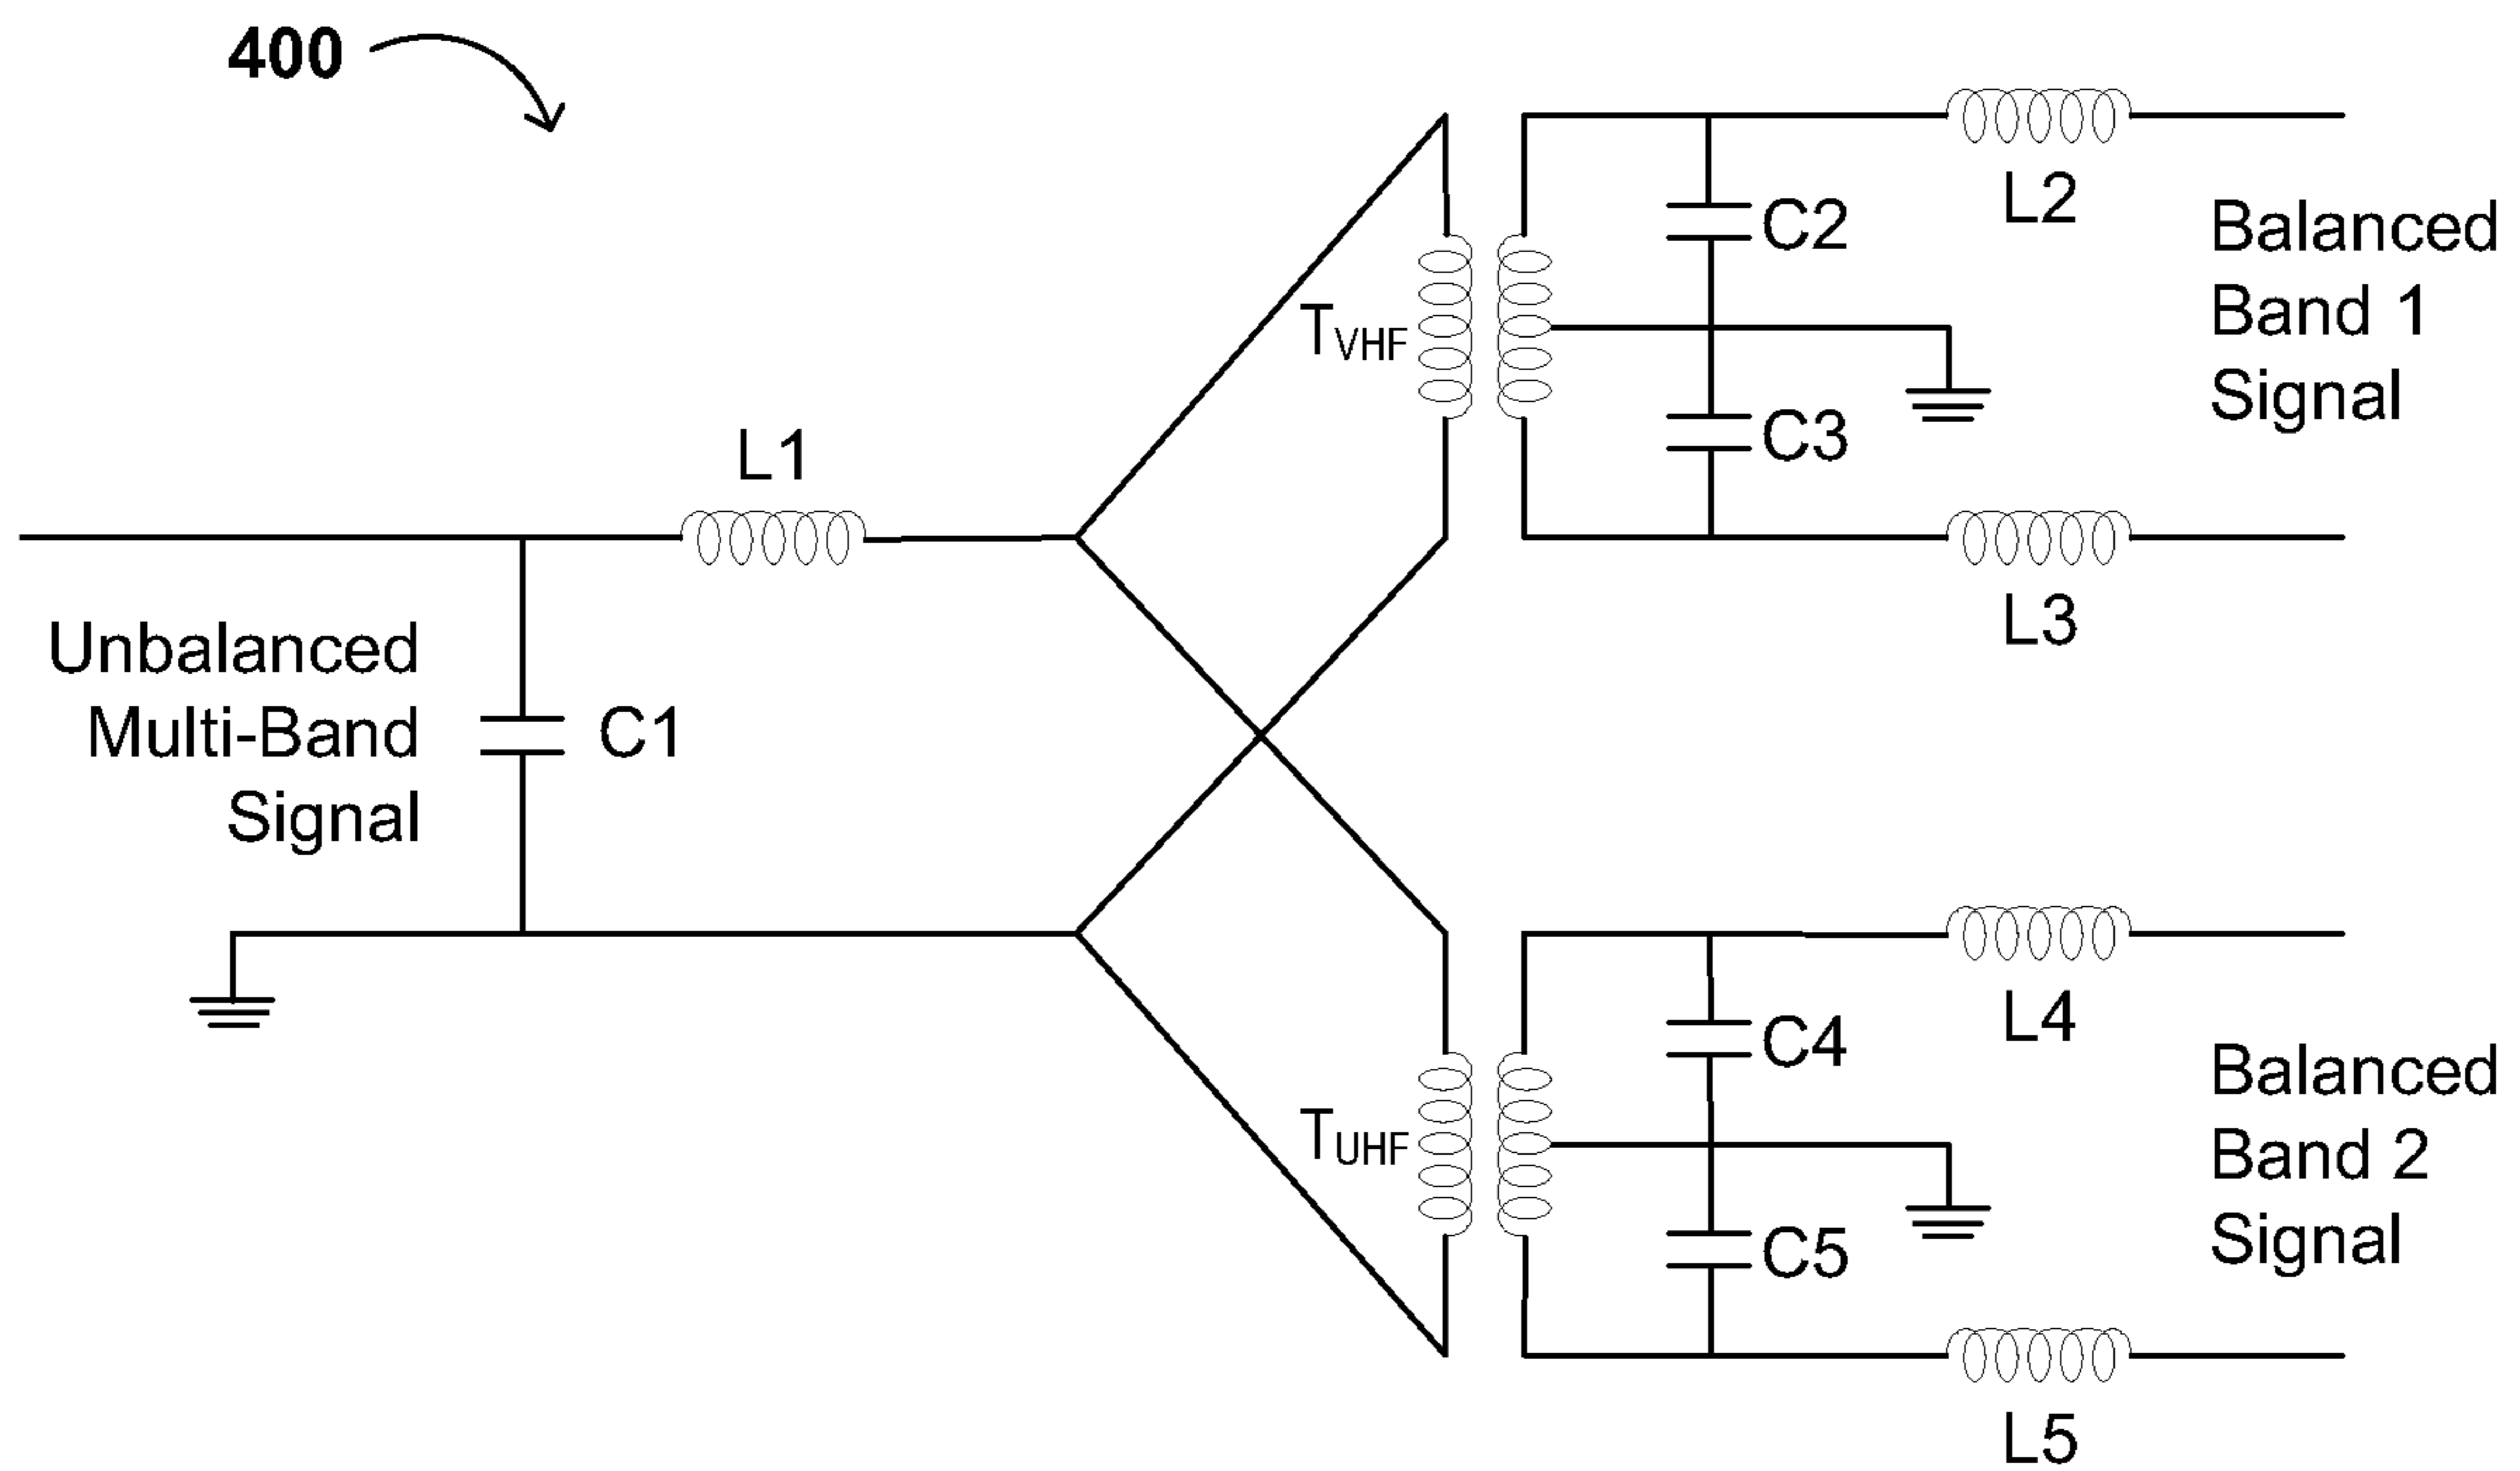 400
L1
Unbalanced
Multi-Band
Signal
C1
TVHF
C2
C3
L2
L3
Balanced
Band 1
Signal
TUHF
C4
C5
L4
L5
Balanced
Band 2
Signal